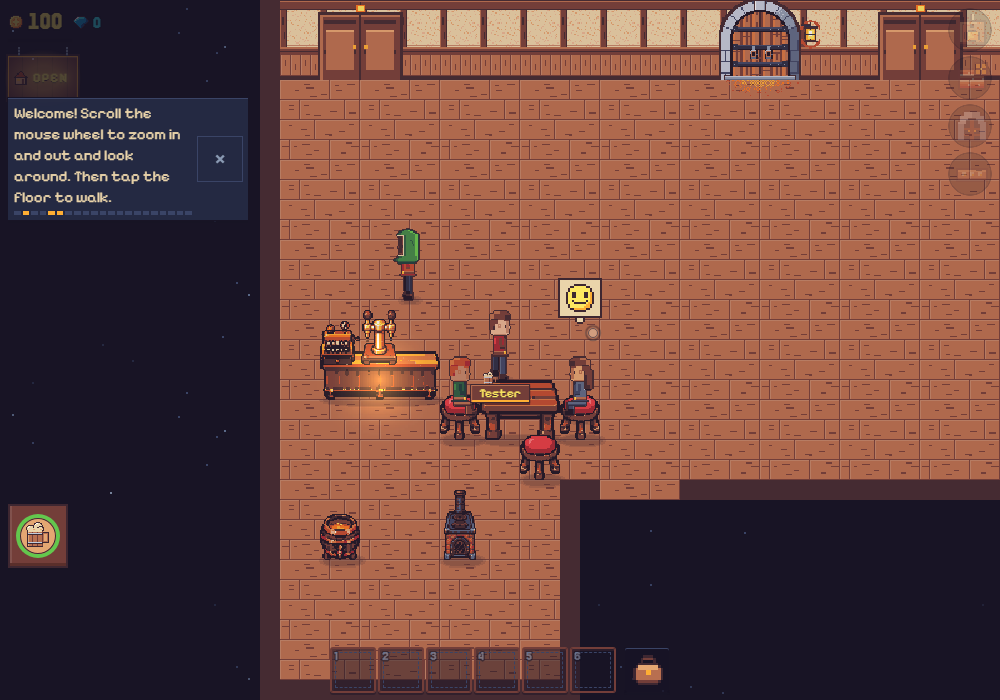 100
0
OPEN
Welcome! Scroll the
mouse wheel to zoom in
and out and look
around. Then tap the
floor to walk.
×
Tester
1
2
3
4
5
6